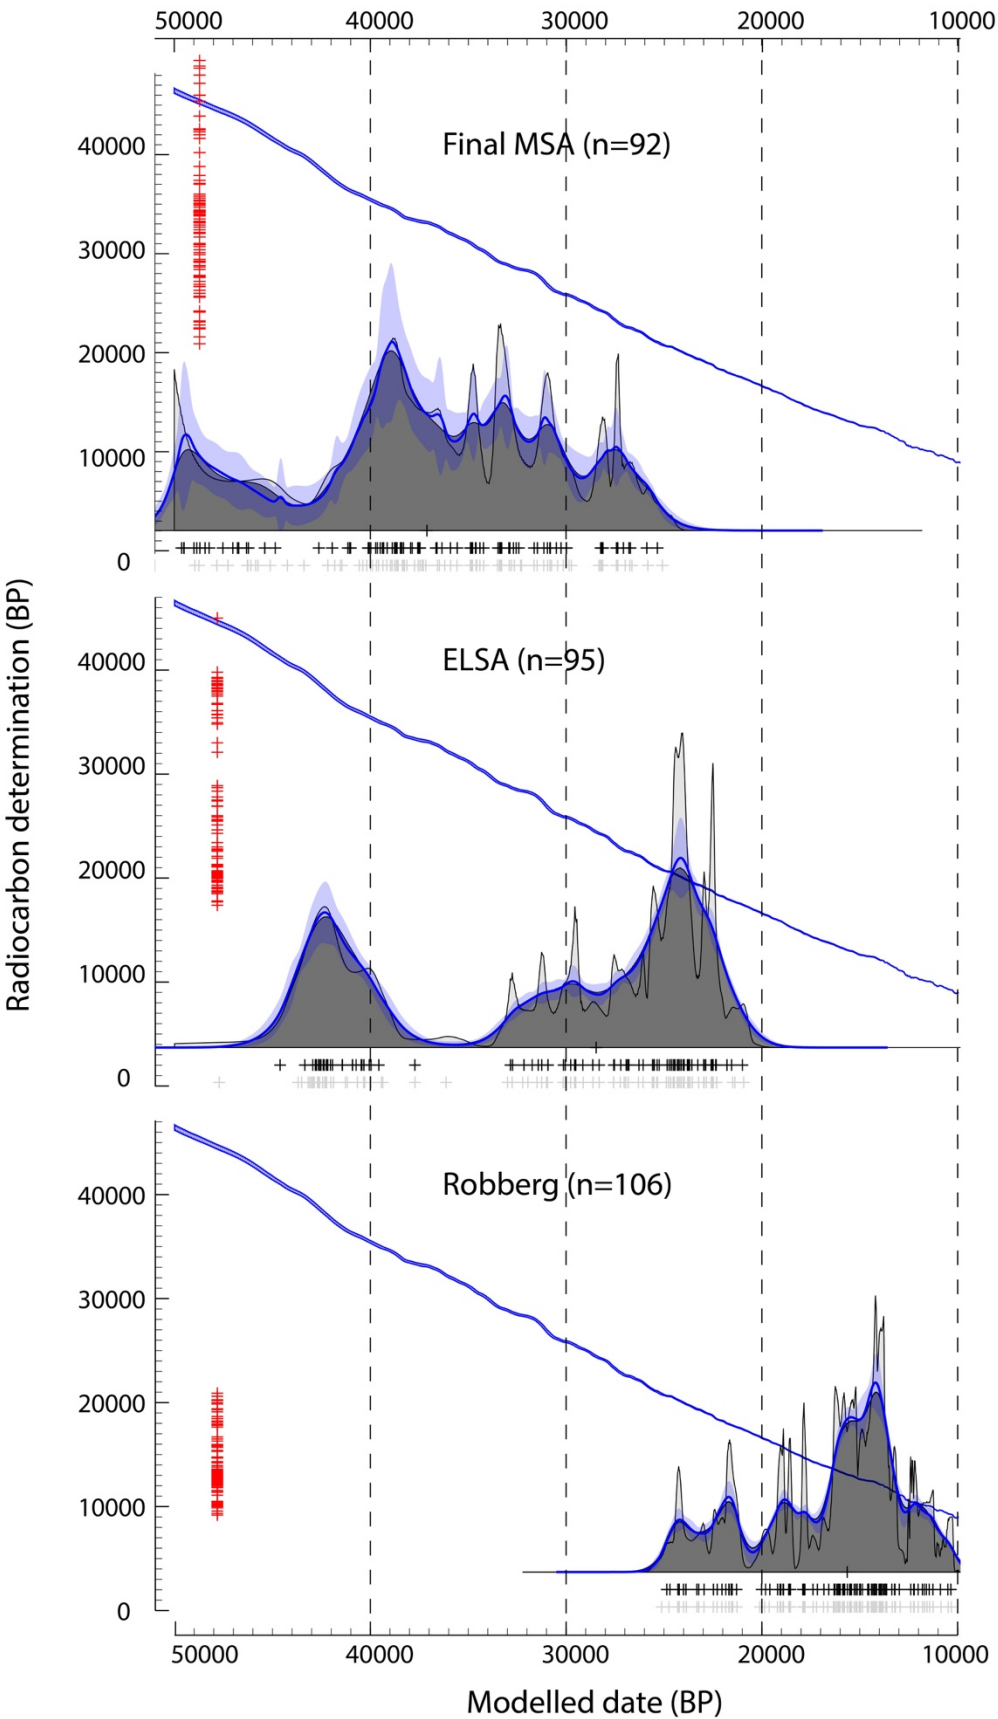 50000 40000 30000 20000 10000
Final MSA (n=92)
40000
30000
20000
10000
0
ELSA (n=95)
40000
30000
20000
10000
0
Robberg (n=106)
40000
30000
20000
10000
0
Radiocarbon determination (BP)
50000 40000 30000 20000 10000
Modelled date (BP)